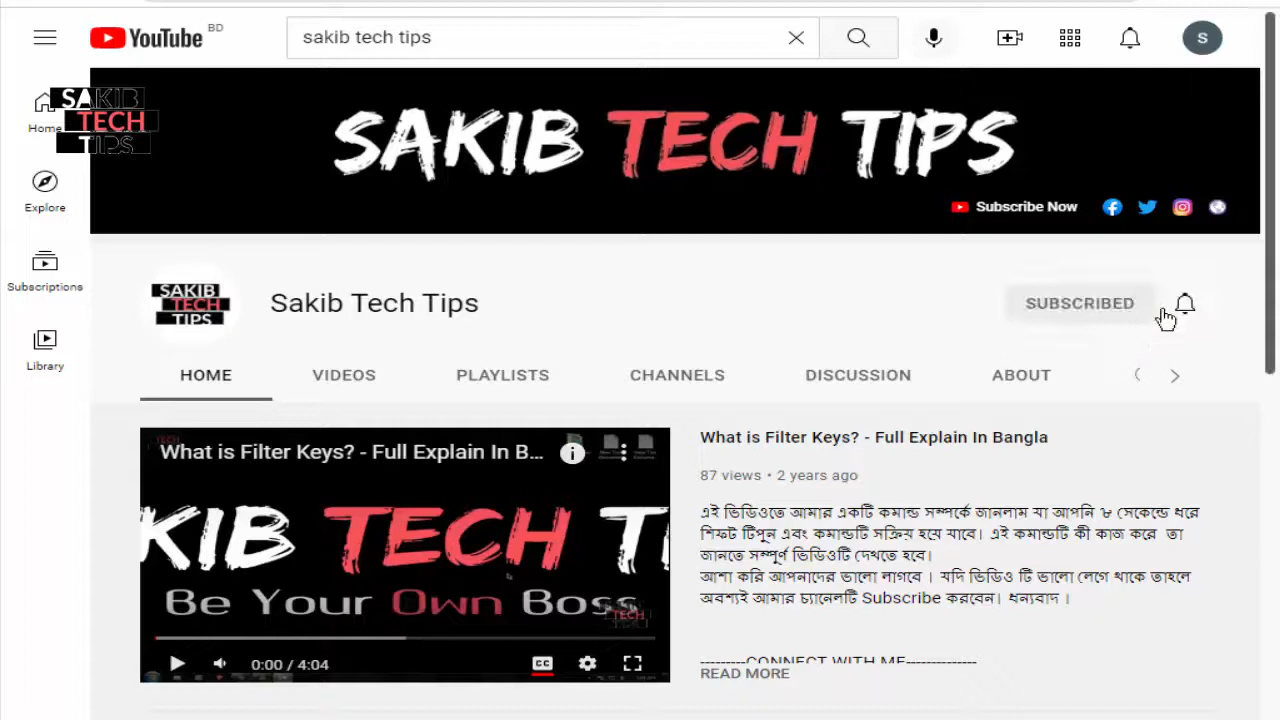 YouTube BD
sakib tech tips
S
SAKIB
TECH
TIPS
Home
Explore
Subscriptions
Library
SAKIB TECH TIPS
Subscribe Now
SAKIB
TECH
TIPS
Sakib Tech Tips
SUBSCRIBED
HOME VIDEOS PLAYLISTS CHANNELS DISCUSSION ABOUT
What is Filter Keys? - Full Explain In B...
KIB TECH T
Be Your Own Boss
TECH
0:00 / 4:04
CC
What is Filter Keys? - Full Explain In Bangla
87 views • 2 years ago
এই ভিডিওতে আমার একটি কমান্ড সম্পর্কে জানলাম যা আপনি ৮ সেকেন্ডে ধরে
শিফট টিপুন এবং কমান্ডটি সক্রিয় হয়ে যাবে। এই কমান্ডটি কী কাজ করে তা
জানতে সম্পূর্ণ ভিডিওটি দেখতে হবে।
আশা করি আপনাদের ভালো লাগবে । যদি ভিডিও টি ভালো লেগে থাকে তাহলে
অবশ্যই আমার চ্যানেলটি Subscribe করবেন। ধন্যবাদ ।
---------CONNECT WITH ME--------------
READ MORE